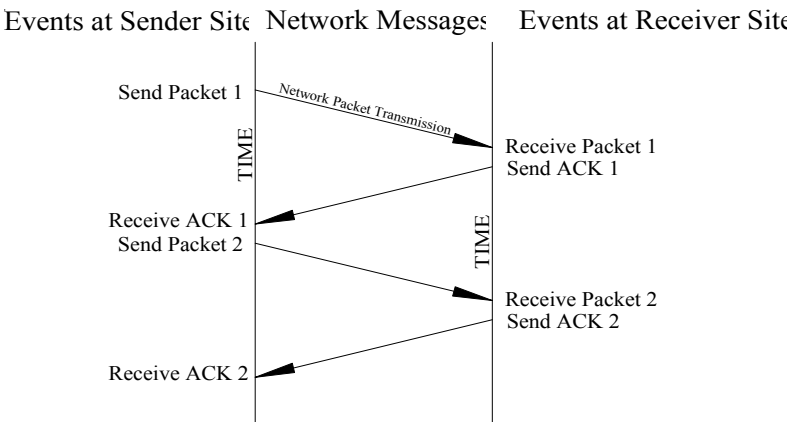 Events at Sender Site Network Messages Events at Receiver Site
Send Packet 1
Network Packet Transmission
TIME
Receive Packet 1
Send ACK 1
Receive ACK 1
Send Packet 2
TIME
Receive Packet 2
Send ACK 2
Receive ACK 2